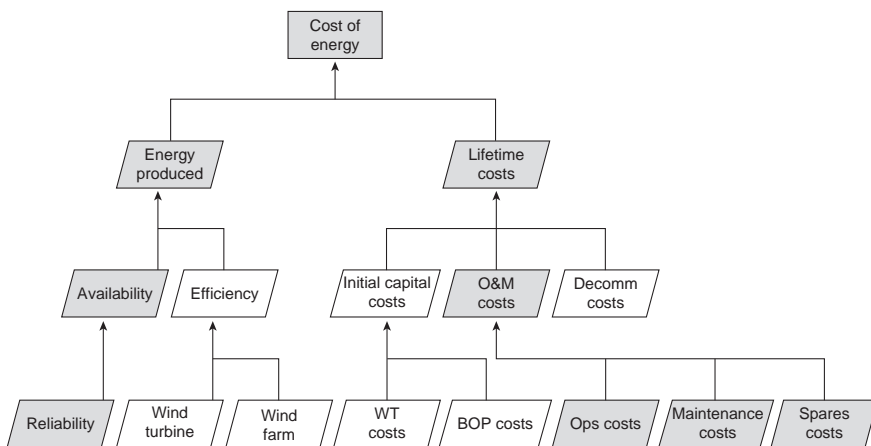 Cost of
energy
Energy
produced
Lifetime
costs
Availability
Efficiency
Initial capital
costs
O&M
costs
Decomm
costs
Reliability
Wind
turbine
Wind
farm
WT
costs
BOP costs
Ops costs
Maintenance
costs
Spares
costs